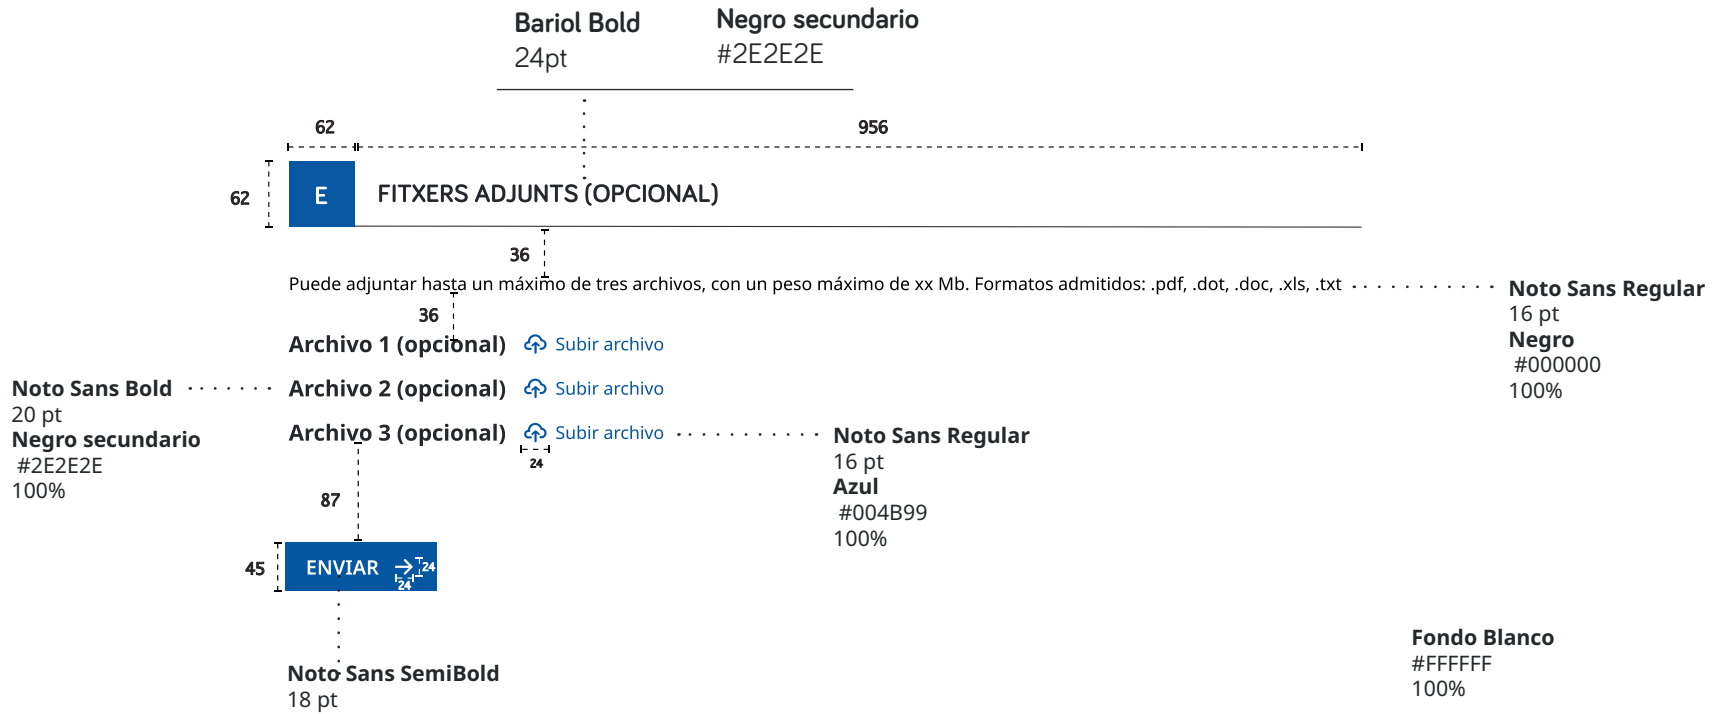 Bariol Bold
24pt
Negro secundario
#2E2E2E
62
956
62
E
FITXERS ADJUNTS (OPCIONAL)
36
Puede adjuntar hasta un máximo de tres archivos, con un peso máximo de xx Mb. Formatos admitidos: .pdf, .dot, .doc, .xls, .txt
Noto Sans Regular
16 pt
Negro
#000000
100%
36
Archivo 1 (opcional) Subir archivo
Archivo 2 (opcional) Subir archivo
Archivo 3 (opcional) Subir archivo
Noto Sans Bold
20 pt
Negro secundario
#2E2E2E
100%
24
Noto Sans Regular
16 pt
Azul
#004B99
100%
87
45
ENVIAR
24
24
Noto Sans SemiBold
18 pt
Fondo Blanco
#FFFFFF
100%